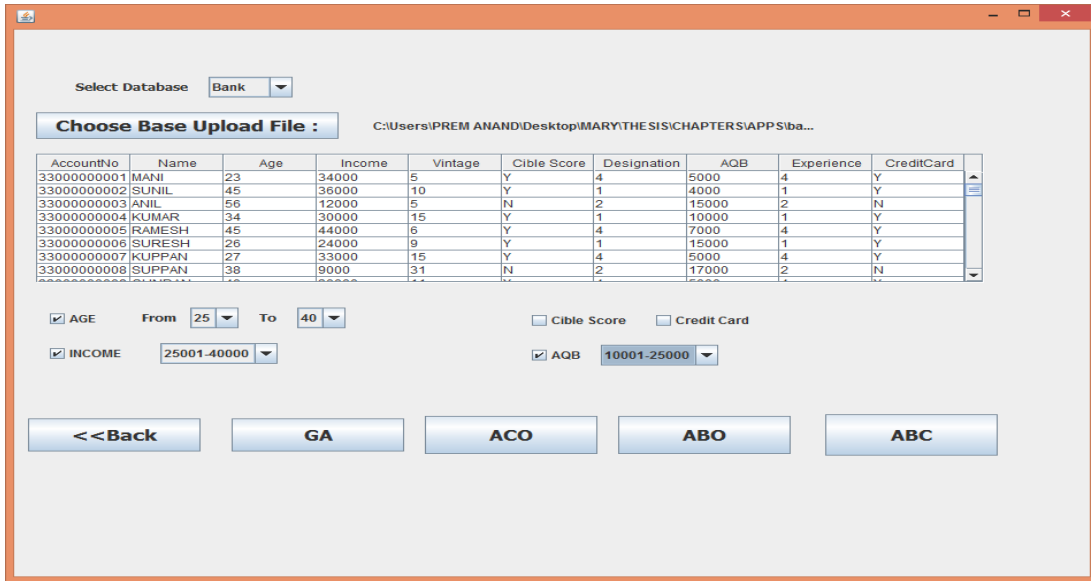 Select Database Bank
Choose Base Upload File : C:\Users\PREM ANAND\Desktop\MARY\THESIS\CHAPTERS\APPS\ba...
AccountNo Name Age Income Vintage Cible Score Designation AQB Experience CreditCard
33000000001 MANI 23 34000 5 Y 4 5000 4 Y
33000000002 SUNIL 45 36000 10 Y 1 4000 1 Y
33000000003 ANIL 56 12000 5 N 2 15000 2 N
33000000004 KUMAR 34 30000 15 Y 1 10000 1 Y
33000000005 RAMESH 45 44000 6 Y 4 7000 4 Y
33000000006 SURESH 26 24000 9 Y 1 15000 1 Y
33000000007 KUPPAN 27 33000 15 Y 4 5000 4 Y
33000000008 SUPPAN 38 9000 31 N 2 17000 2 N
AGE From 25 To 40 Cible Score Credit Card
INCOME 25001-40000 AQB 10001-25000
<<Back GA ACO ABO ABC